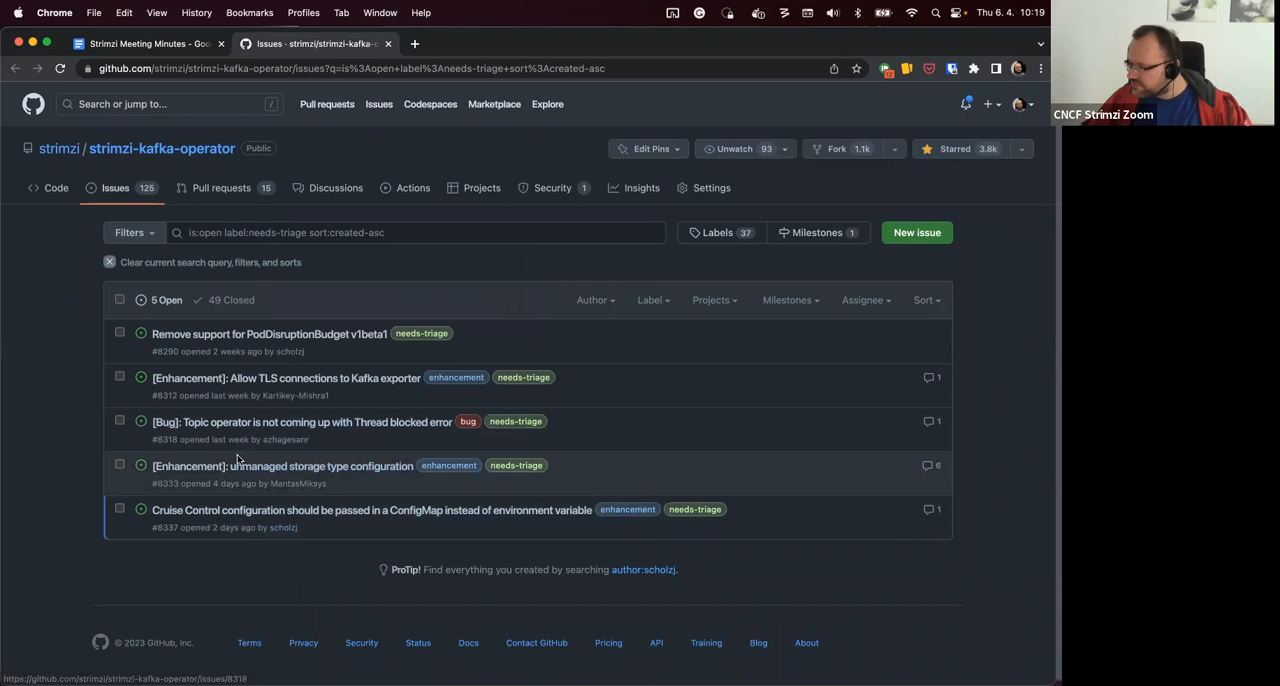 Chrome File Edit View History Bookmarks Profiles Tab Window Help Thu 6. 4. 10:19
Strimzi Meeting Minutes - Goo Issues · strimzi/strimzi-kafka-o
github.com/strimzi/strimzi-kafka-operator/issues?q=is%3Aopen+label%3Aneeds-triage+sort%3Acreated-asc 12
Search or jump to... / Pull requests Issues Codespaces Marketplace Explore
CNCF Strimzi Zoom
strimzi / strimzi-kafka-operator Public Edit Pins Unwatch 93 Fork 1.1k Starred 3.8k
Code Issues 125 Pull requests 15 Discussions Actions Projects Security 1 Insights Settings
Filters is:open label:needs-triage sort:created-asc Labels 37 Milestones 1 New issue
Clear current search query, filters, and sorts
5 Open 49 Closed Author Label Projects Milestones Assignee Sort
Remove support for PodDisruptionBudget v1beta1 needs-triage
#8290 opened 2 weeks ago by scholzj
[Enhancement]: Allow TLS connections to Kafka exporter enhancement needs-triage 1
#8312 opened last week by Kartikey-Mishra1
[Bug]: Topic operator is not coming up with Thread blocked error bug needs-triage 1
#8318 opened last week by azhagesanr
[Enhancement]: unmanaged storage type configuration enhancement needs-triage 6
#8333 opened 4 days ago by MantasMiksys
Cruise Control configuration should be passed in a ConfigMap instead of environment variable enhancement needs-triage 1
#8337 opened 2 days ago by scholzj
ProTip! Find everything you created by searching author:scholzj.
© 2023 GitHub, Inc. Terms Privacy Security Status Docs Contact GitHub Pricing API Training Blog About
https://github.com/strimzi/strimzi-kafka-operator/issues/8318